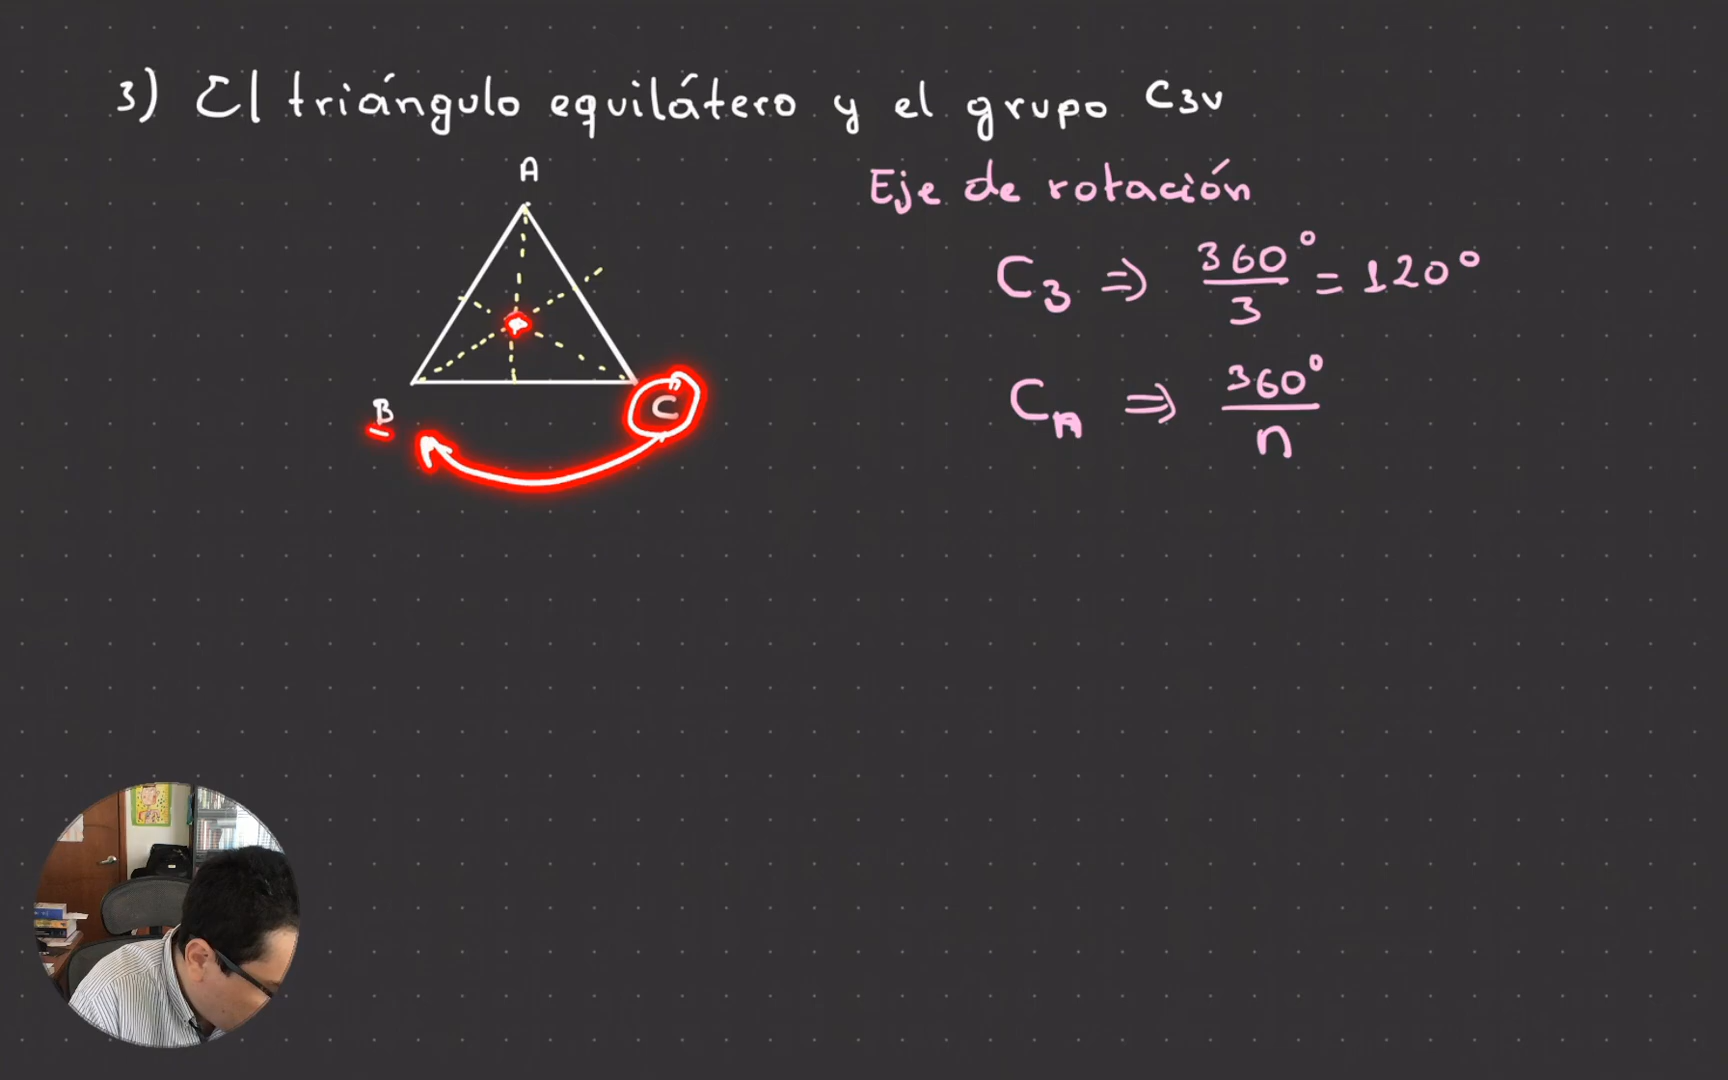 3) El triángulo equilátero y el grupo C3v
A
Eje de rotación
C₃ ⇒ 360°/3 = 120°
B
C
Cₙ ⇒ 360°/n